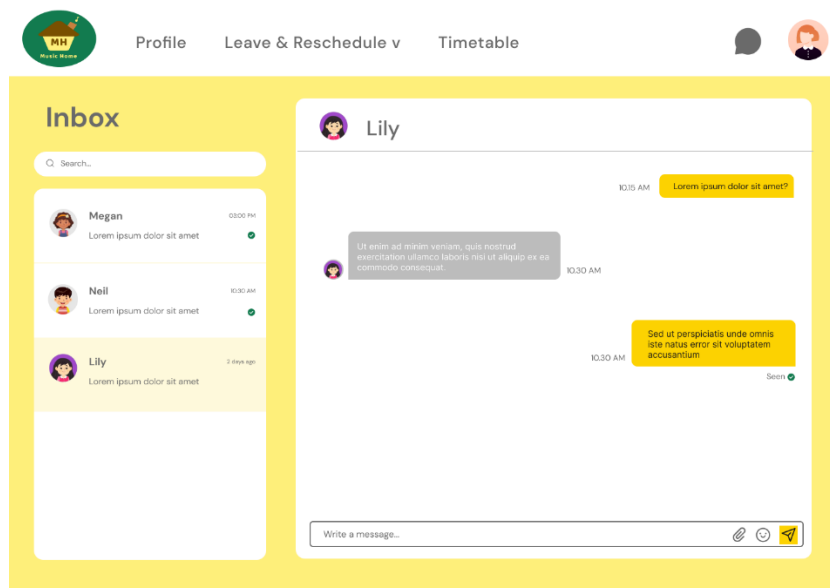 MH
Music Home
Profile
Leave & Reschedule v
Timetable
Inbox
Search...
Megan
03:00 PM
Lorem ipsum dolor sit amet
Neil
10:30 AM
Lorem ipsum dolor sit amet
Lily
2 days ago
Lorem ipsum dolor sit amet
Lily
10.15 AM
Lorem ipsum dolor sit amet?
Ut enim ad minim veniam, quis nostrud
exercitation ullamco laboris nisi ut aliquip ex ea
commodo consequat.
10.30 AM
Sed ut perspiciatis unde omnis
iste natus error sit voluptatem
accusantium
10.30 AM
Seen
Write a message...